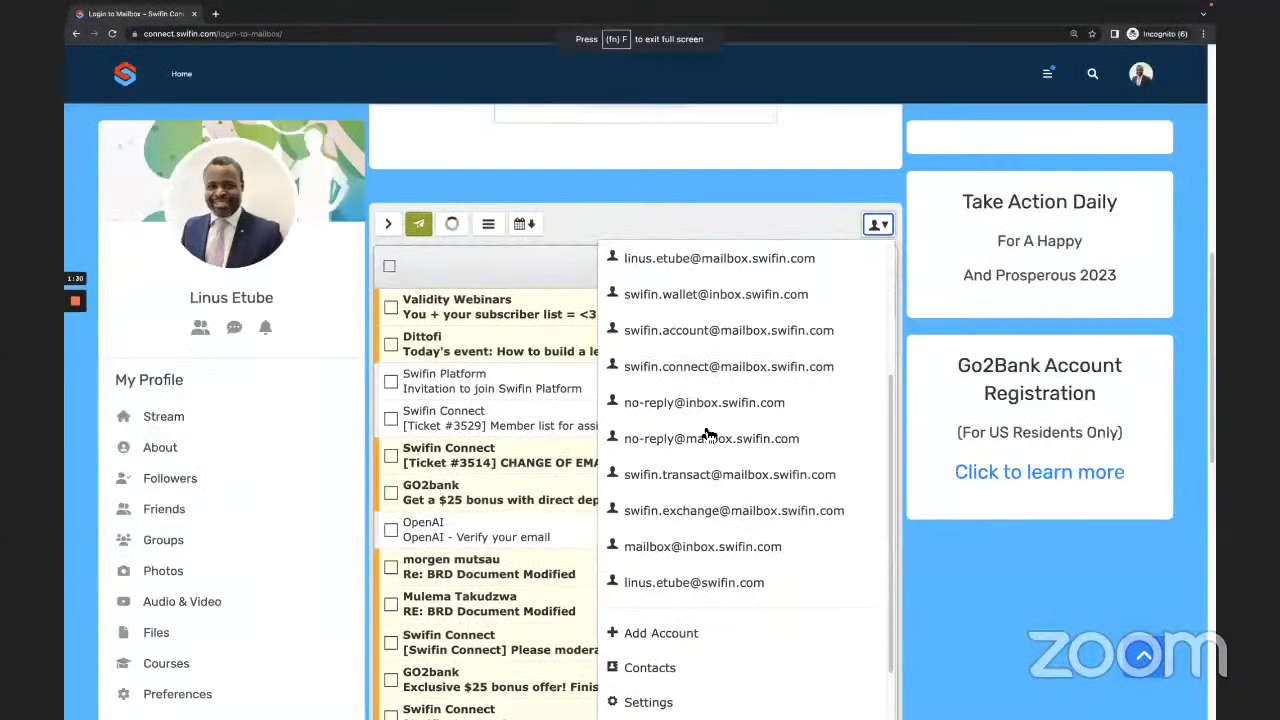 Login to Mailbox – Swifin Con
connect.swifin.com/login-to-mailbox/
Incognito (6)
Press (fn) F to exit full screen
Home
1:30
Linus Etube
My Profile
Stream
About
Followers
Friends
Groups
Photos
Audio & Video
Files
Courses
Preferences
Validity Webinars
You + your subscriber list = <3
Dittofi
Today's event: How to build a le
Swifin Platform
Invitation to join Swifin Platform
Swifin Connect
[Ticket #3529] Member list for assi
Swifin Connect
[Ticket #3514] CHANGE OF EMA
GO2bank
Get a $25 bonus with direct dep
OpenAI
OpenAI - Verify your email
morgen mutsau
Re: BRD Document Modified
Mulema Takudzwa
RE: BRD Document Modified
Swifin Connect
[Swifin Connect] Please modera
GO2bank
Exclusive $25 bonus offer! Finis
Swifin Connect
linus.etube@mailbox.swifin.com
swifin.wallet@inbox.swifin.com
swifin.account@mailbox.swifin.com
swifin.connect@mailbox.swifin.com
no-reply@inbox.swifin.com
no-reply@mailbox.swifin.com
swifin.transact@mailbox.swifin.com
swifin.exchange@mailbox.swifin.com
mailbox@inbox.swifin.com
linus.etube@swifin.com
Add Account
Contacts
Settings
Take Action Daily
For A Happy
And Prosperous 2023
Go2Bank Account
Registration
(For US Residents Only)
Click to learn more
zoom